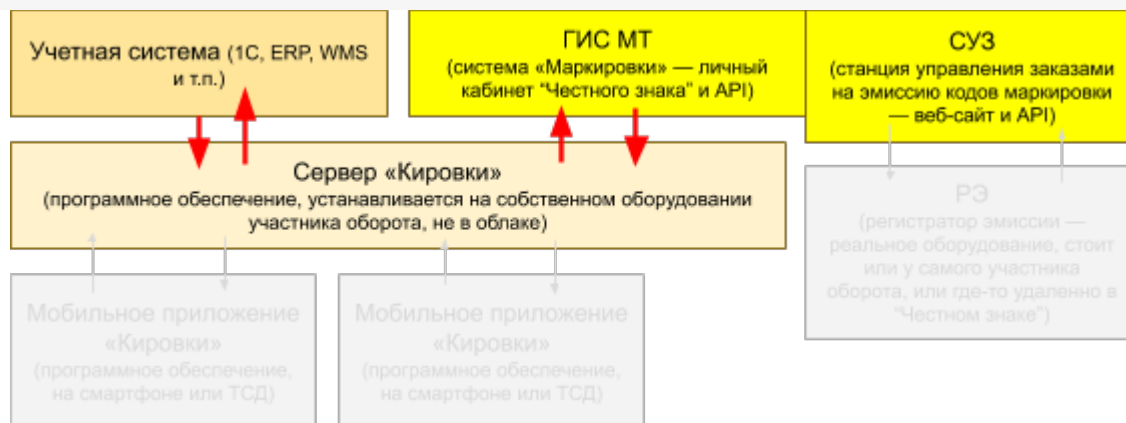 Учетная система (1С, ERP, WMS
и т.п.)
ГИС МТ
(система «Маркировки» — личный
кабинет “Честного знака” и API)
СУЗ
(станция управления заказами
на эмиссию кодов маркировки
— веб-сайт и API)
Сервер «Кировки»
(программное обеспечение, устанавливается на собственном оборудовании
участника оборота, не в облаке)
РЭ
(регистратор эмиссии —
реальное оборудование, стоит
или у самого участника
оборота, или где-то удаленно в
“Честном знаке”)
Мобильное приложение
«Кировки»
(программное обеспечение,
на смартфоне или ТСД)
Мобильное приложение
«Кировки»
(программное обеспечение,
на смартфоне или ТСД)